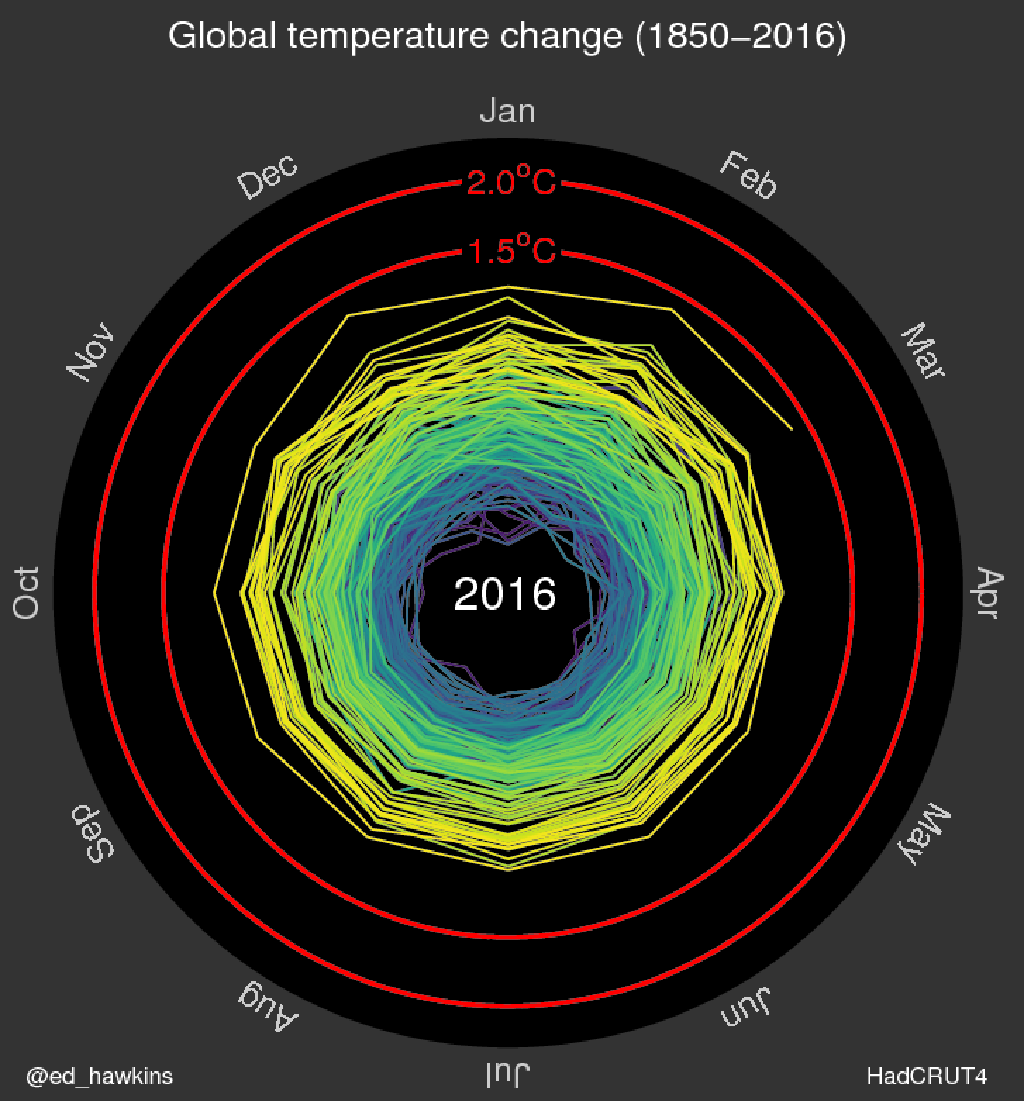 Global temperature change (1850–2016)
Jan
Dec
Feb
2.0°C
1.5°C
Nov
Mar
Oct
2016
Apr
Sep
May
Aug
Jun
Jul
@ed_hawkins
HadCRUT4